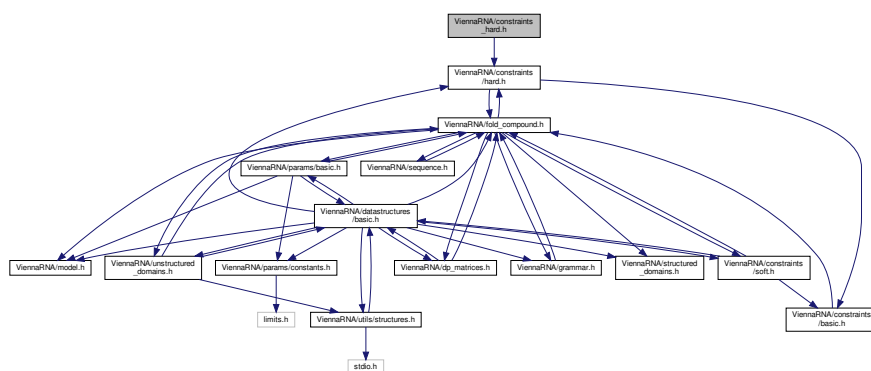 ViennaRNA/constraints
_hard.h
ViennaRNA/constraints
/hard.h
ViennaRNA/fold_compound.h
ViennaRNA/params/basic.h
ViennaRNA/sequence.h
ViennaRNA/datastructures
/basic.h
ViennaRNA/model.h
ViennaRNA/unstructured
_domains.h
ViennaRNA/params/constants.h
ViennaRNA/dp_matrices.h
ViennaRNA/grammar.h
ViennaRNA/structured
_domains.h
ViennaRNA/constraints
/soft.h
limits.h
ViennaRNA/utils/structures.h
ViennaRNA/constraints
/basic.h
stdio.h